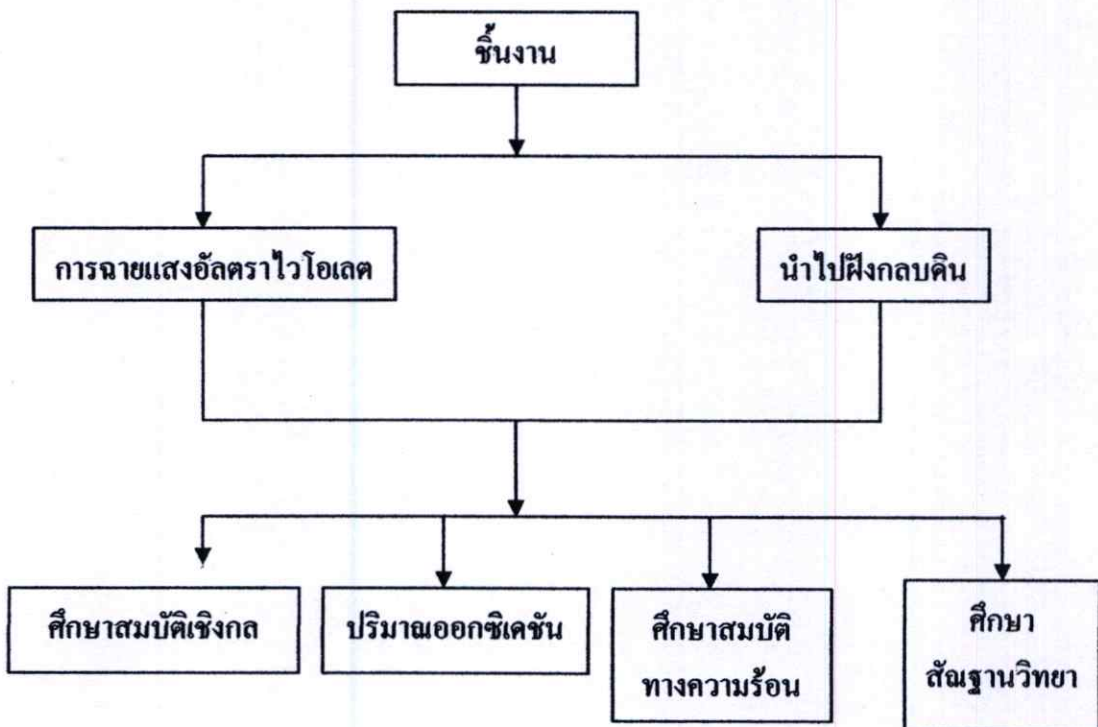 ชิ้นงาน
การฉายแสงอัลตราไวโอเลต
นำไปฝังกลบดิน
ศึกษาสมบัติเชิงกล
ปริมาณออกซิเดชัน
ศึกษาสมบัติ
ทางความร้อน
ศึกษา
สัณฐานวิทยา